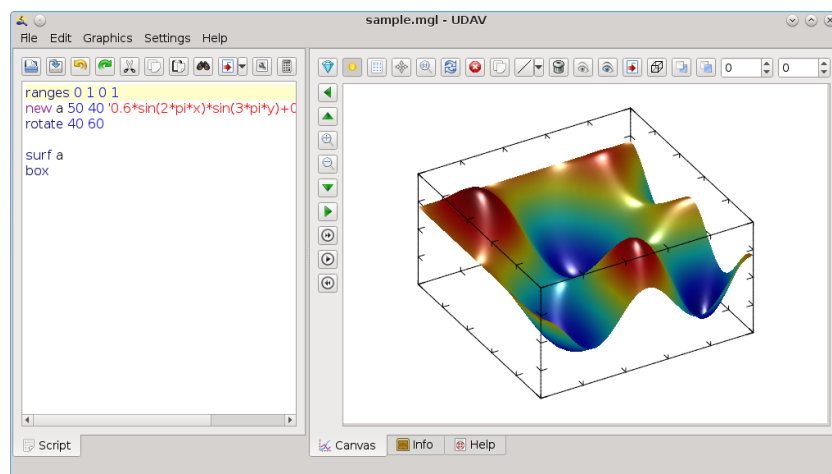 sample.mgl - UDAV
File Edit Graphics Settings Help
0 0
ranges 0 1 0 1
new a 50 40 '0.6*sin(2*pi*x)*sin(3*pi*y)+0
rotate 40 60
surf a
box
Script
Canvas Info Help